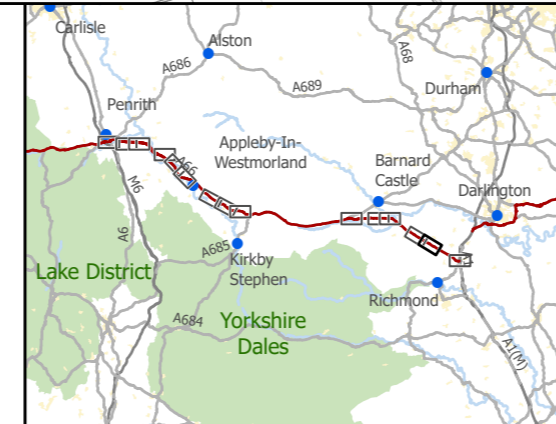 Carlisle
Alston
A686
A689
A68
Durham
Penrith
Appleby-In-
Westmorland
A66
Barnard
Castle
Darlington
M6
A6
A685
Kirkby
Stephen
Lake District
Richmond
A684
Yorkshire
Dales
A1(M)